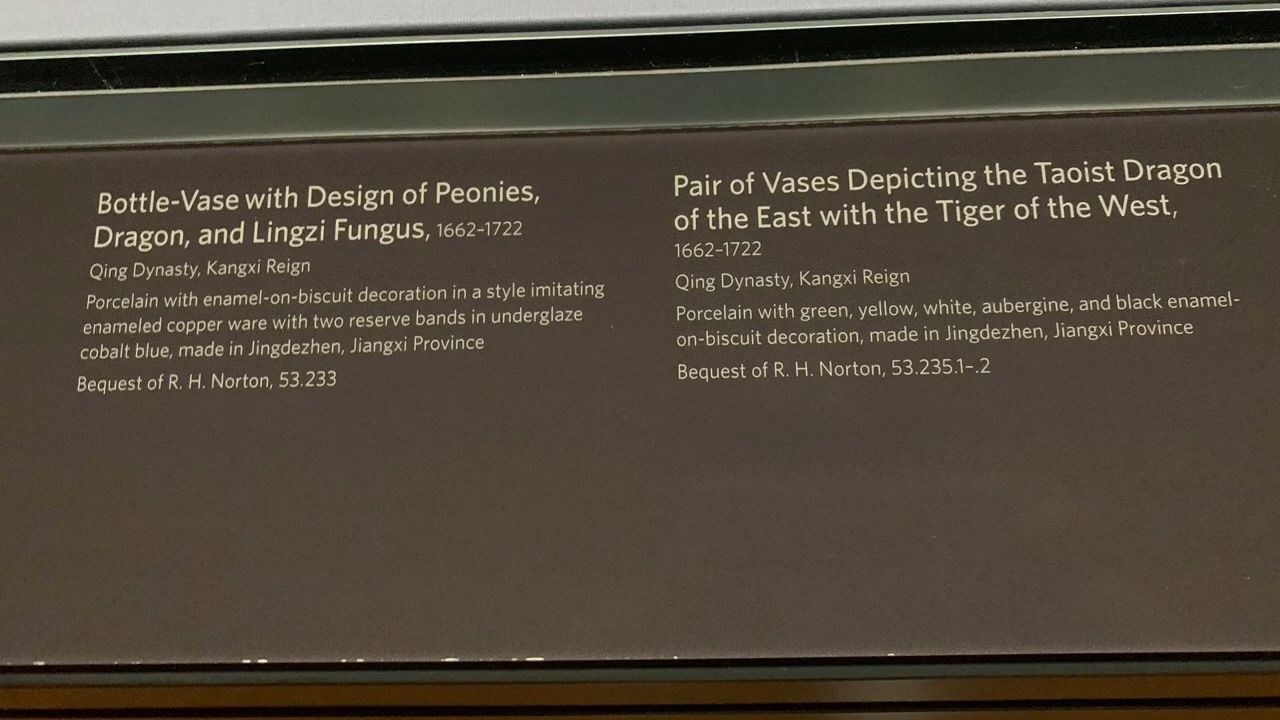 Bottle-Vase with Design of Peonies,
Dragon, and Lingzi Fungus, 1662-1722
Qing Dynasty, Kangxi Reign
Porcelain with enamel-on-biscuit decoration in a style imitating
enameled copper ware with two reserve bands in underglaze
cobalt blue, made in Jingdezhen, Jiangxi Province
Bequest of R. H. Norton, 53.233
Pair of Vases Depicting the Taoist Dragon
of the East with the Tiger of the West,
1662-1722
Qing Dynasty, Kangxi Reign
Porcelain with green, yellow, white, aubergine, and black enamel-
on-biscuit decoration, made in Jingdezhen, Jiangxi Province
Bequest of R. H. Norton, 53.235.1-.2